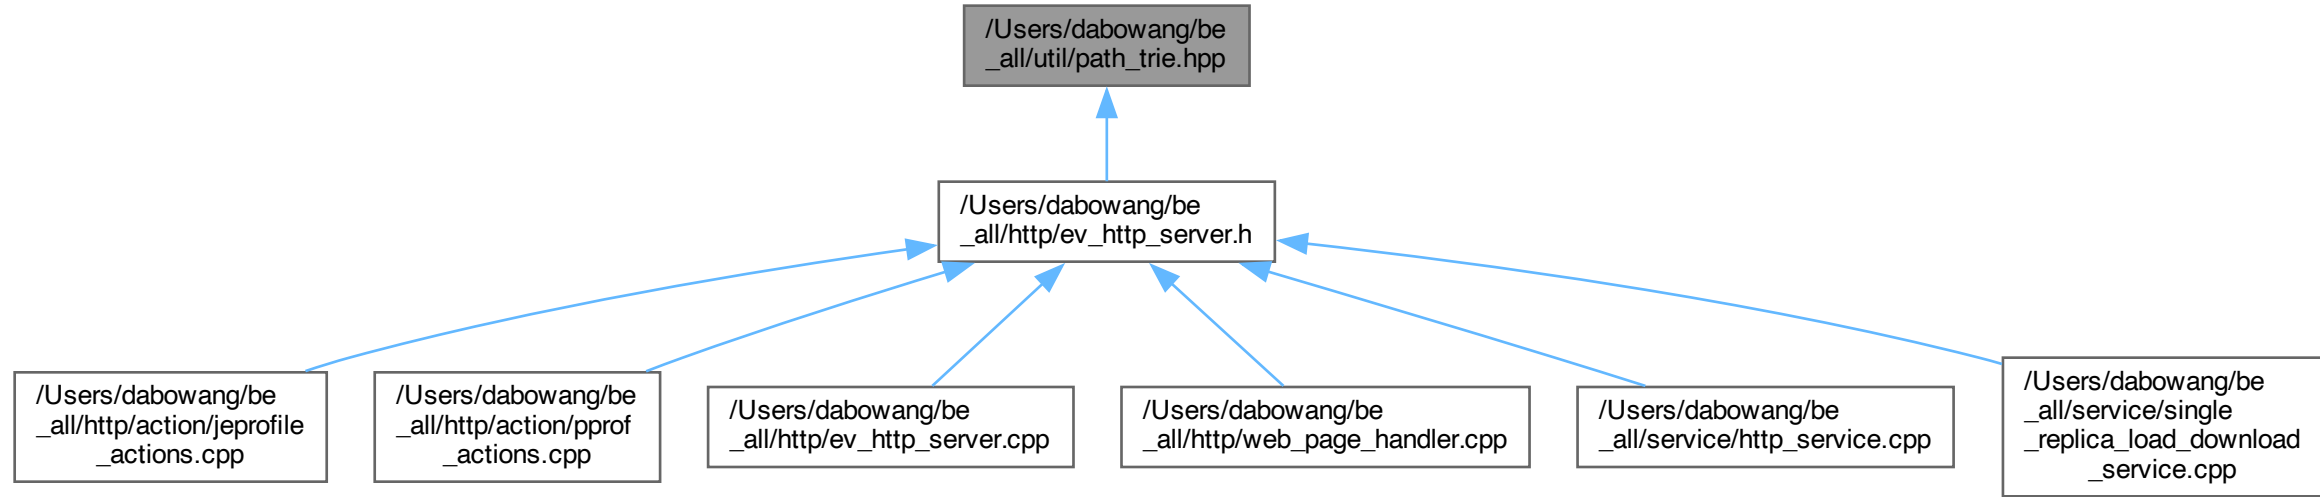 /Users/dabowang/be
_all/util/path_trie.hpp
/Users/dabowang/be
_all/http/ev_http_server.h
/Users/dabowang/be
_all/http/action/jeprofile
_actions.cpp
/Users/dabowang/be
_all/http/action/pprof
_actions.cpp
/Users/dabowang/be
_all/http/ev_http_server.cpp
/Users/dabowang/be
_all/http/web_page_handler.cpp
/Users/dabowang/be
_all/service/http_service.cpp
/Users/dabowang/be
_all/service/single
_replica_load_download
_service.cpp